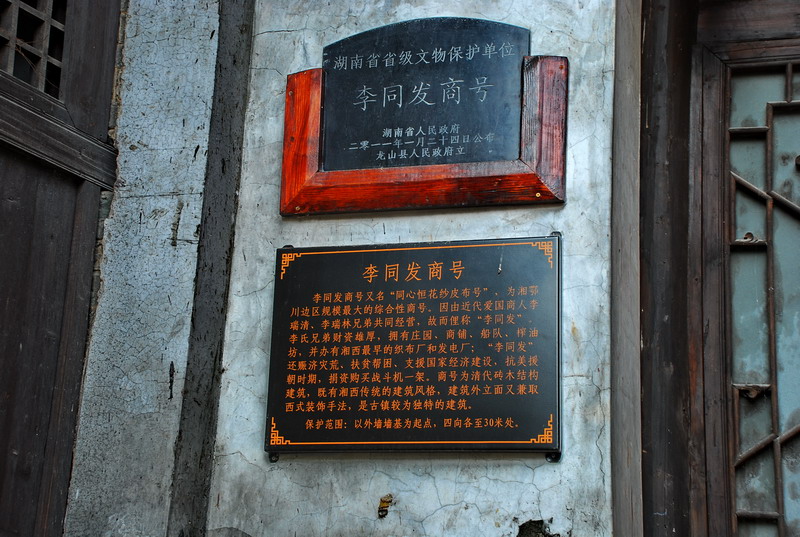 湖南省省级文物保护单位
李同发商号
湖南省人民政府
二零一一年一月二十四日公布
龙山县人民政府立
李同发商号
李同发商号又名“同心恒花纱皮布号”，为湘鄂
川边区规模最大的综合性商号。因由近代爱国商人李
瑞清、李瑞林兄弟共同经营，故而俚称“李同发”。
李氏兄弟财资雄厚，拥有庄园、商铺、船队、榨油
坊，并办有湘西最早的织布厂和发电厂；“李同发”
还赈济灾荒、扶贫帮困、支援国家经济建设、抗美援
朝时期，捐资购买战斗机一架。商号为清代砖木结构
建筑，既有湘西传统的建筑风格，建筑外立面又兼取
西式装饰手法，是古镇较为独特的建筑。
保护范围：以外墙墙基为起点，四向各至30米处。